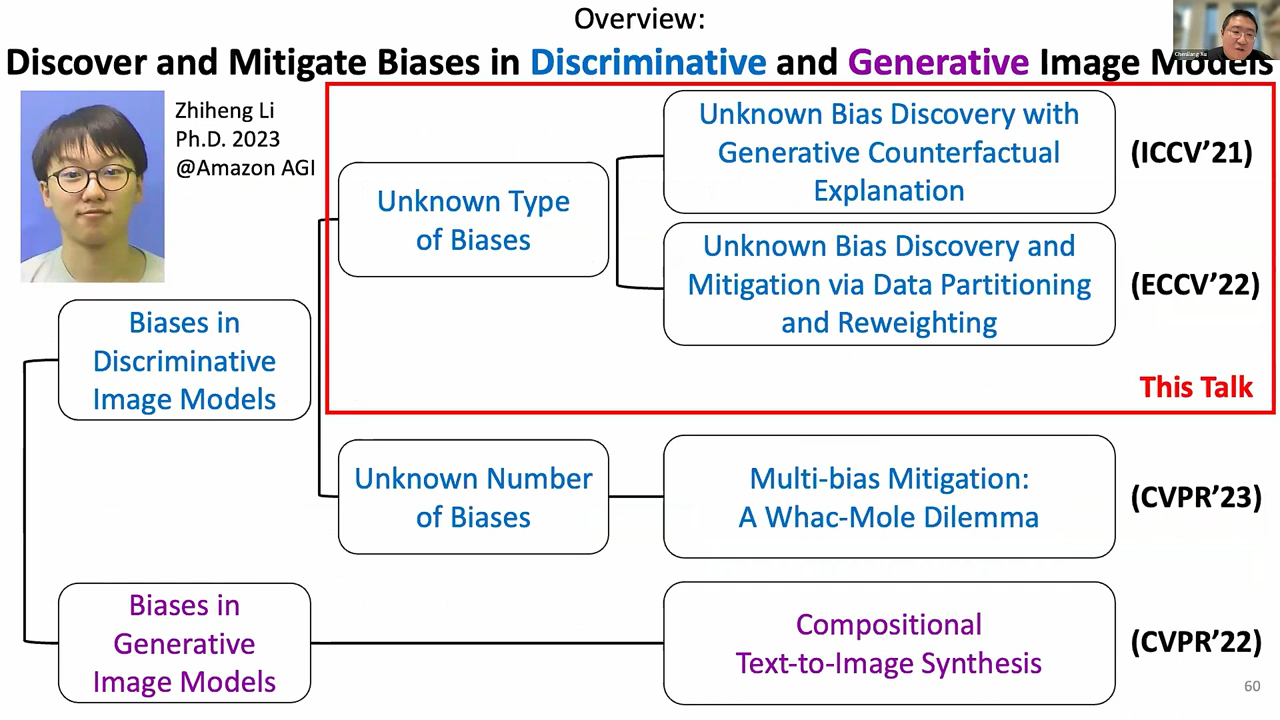 Overview:
Discover and Mitigate Biases in Discriminative and Generative Image Models
Zhiheng Li
Ph.D. 2023
@Amazon AGI
Unknown Type
of Biases
Unknown Bias Discovery with
Generative Counterfactual
Explanation
(ICCV'21)
Unknown Bias Discovery and
Mitigation via Data Partitioning
and Reweighting
(ECCV'22)
This Talk
Biases in
Discriminative
Image Models
Unknown Number
of Biases
Multi-bias Mitigation:
A Whac-Mole Dilemma
(CVPR'23)
Biases in
Generative
Image Models
Compositional
Text-to-Image Synthesis
(CVPR'22)
60
Chenliang Xu